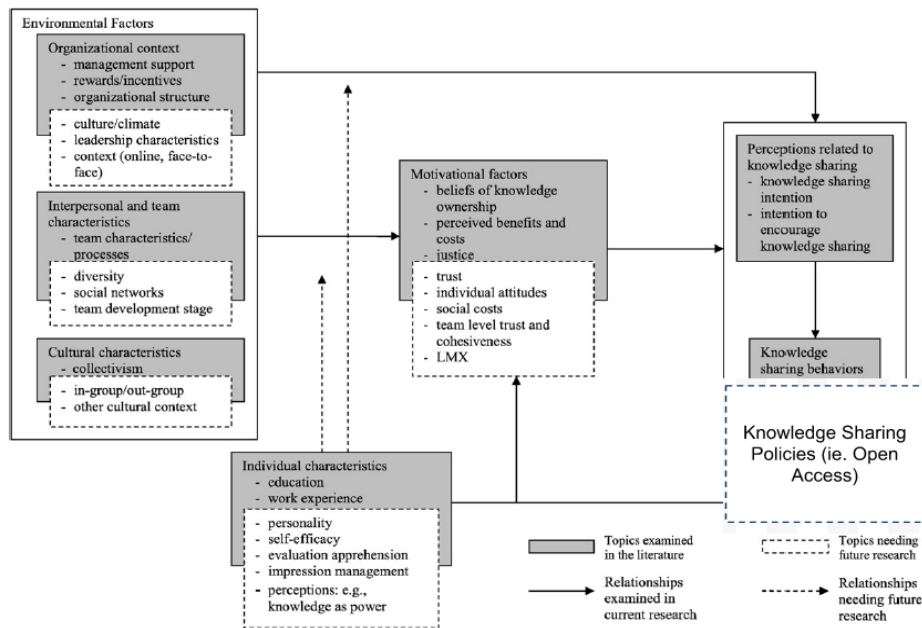 Environmental Factors
Organizational context
- management support
- rewards/incentives
- organizational structure
- culture/climate
- leadership characteristics
- context (online, face-to-
face)
Interpersonal and team
characteristics
- team characteristics/
processes
- diversity
- social networks
- team development stage
Cultural characteristics
- collectivism
- in-group/out-group
- other cultural context
Motivational factors
- beliefs of knowledge
ownership
- perceived benefits and
costs
- justice
- trust
- individual attitudes
- social costs
- team level trust and
cohesiveness
- LMX
Perceptions related to
knowledge sharing
- knowledge sharing
intention
- intention to
encourage
knowledge sharing
Knowledge
sharing behaviors
Knowledge Sharing
Policies (ie. Open
Access)
Individual characteristics
- education
- work experience
- personality
- self-efficacy
- evaluation apprehension
- impression management
- perceptions: e.g.,
knowledge as power
Topics examined
in the literature
Topics needing
future research
Relationships
examined in
current research
Relationships
needing future
research